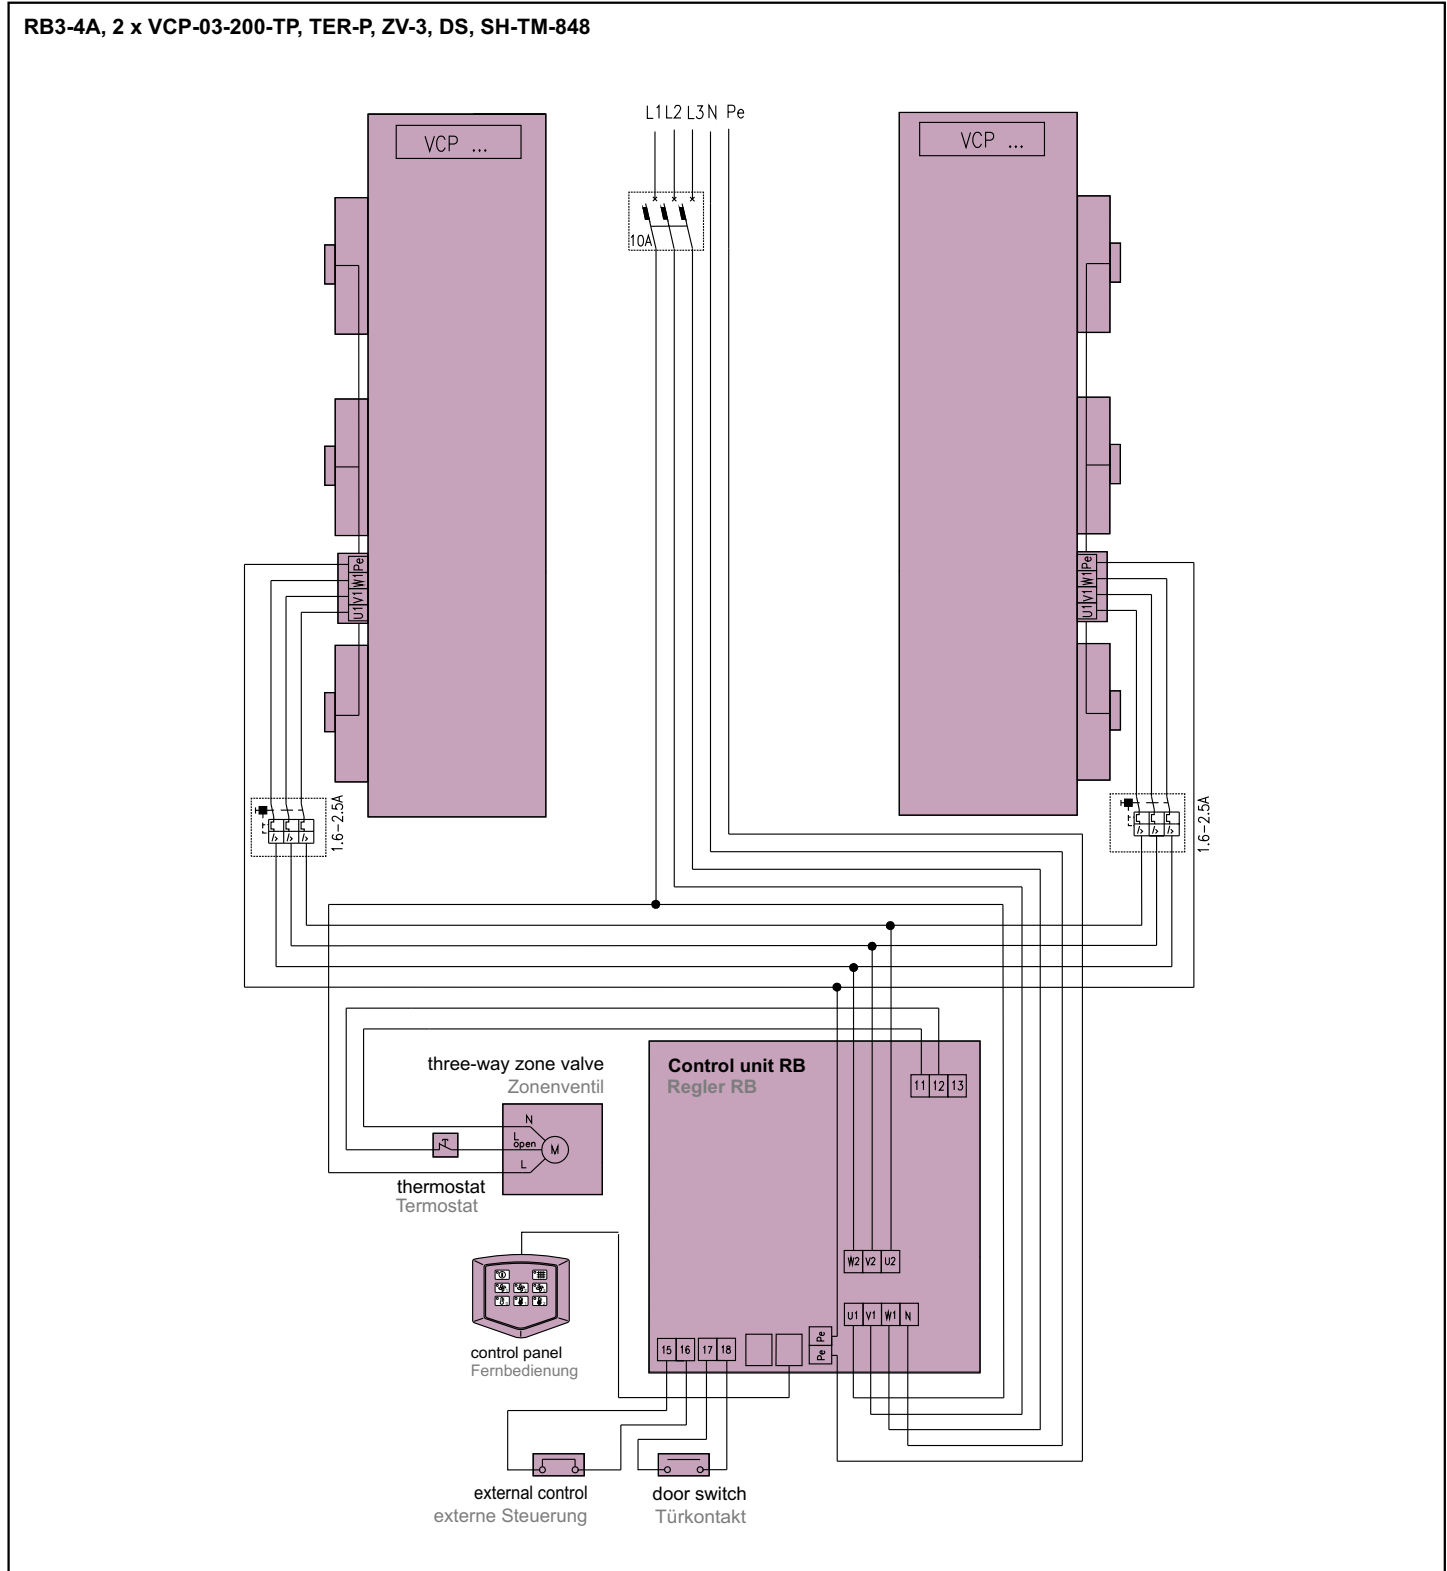 RB3-4A, 2 x VCP-03-200-TP, TER-P, ZV-3, DS, SH-TM-848
L1 L2 L3 N Pe
VCP ...
VCP ...
10A
Pe
W1
V1
U1
Pe
W1
V1
U1
1.6-2.5A
1.6-2.5A
three-way zone valve
Zonenventil
Control unit RB
Regler RB
11 12 13
N
L
open
L
M
thermostat
Termostat
W2 V2 U2
U1 V1 W1 N
Pe
Pe
15 16 17 18
control panel
Fernbedienung
external control
externe Steuerung
door switch
Türkontakt